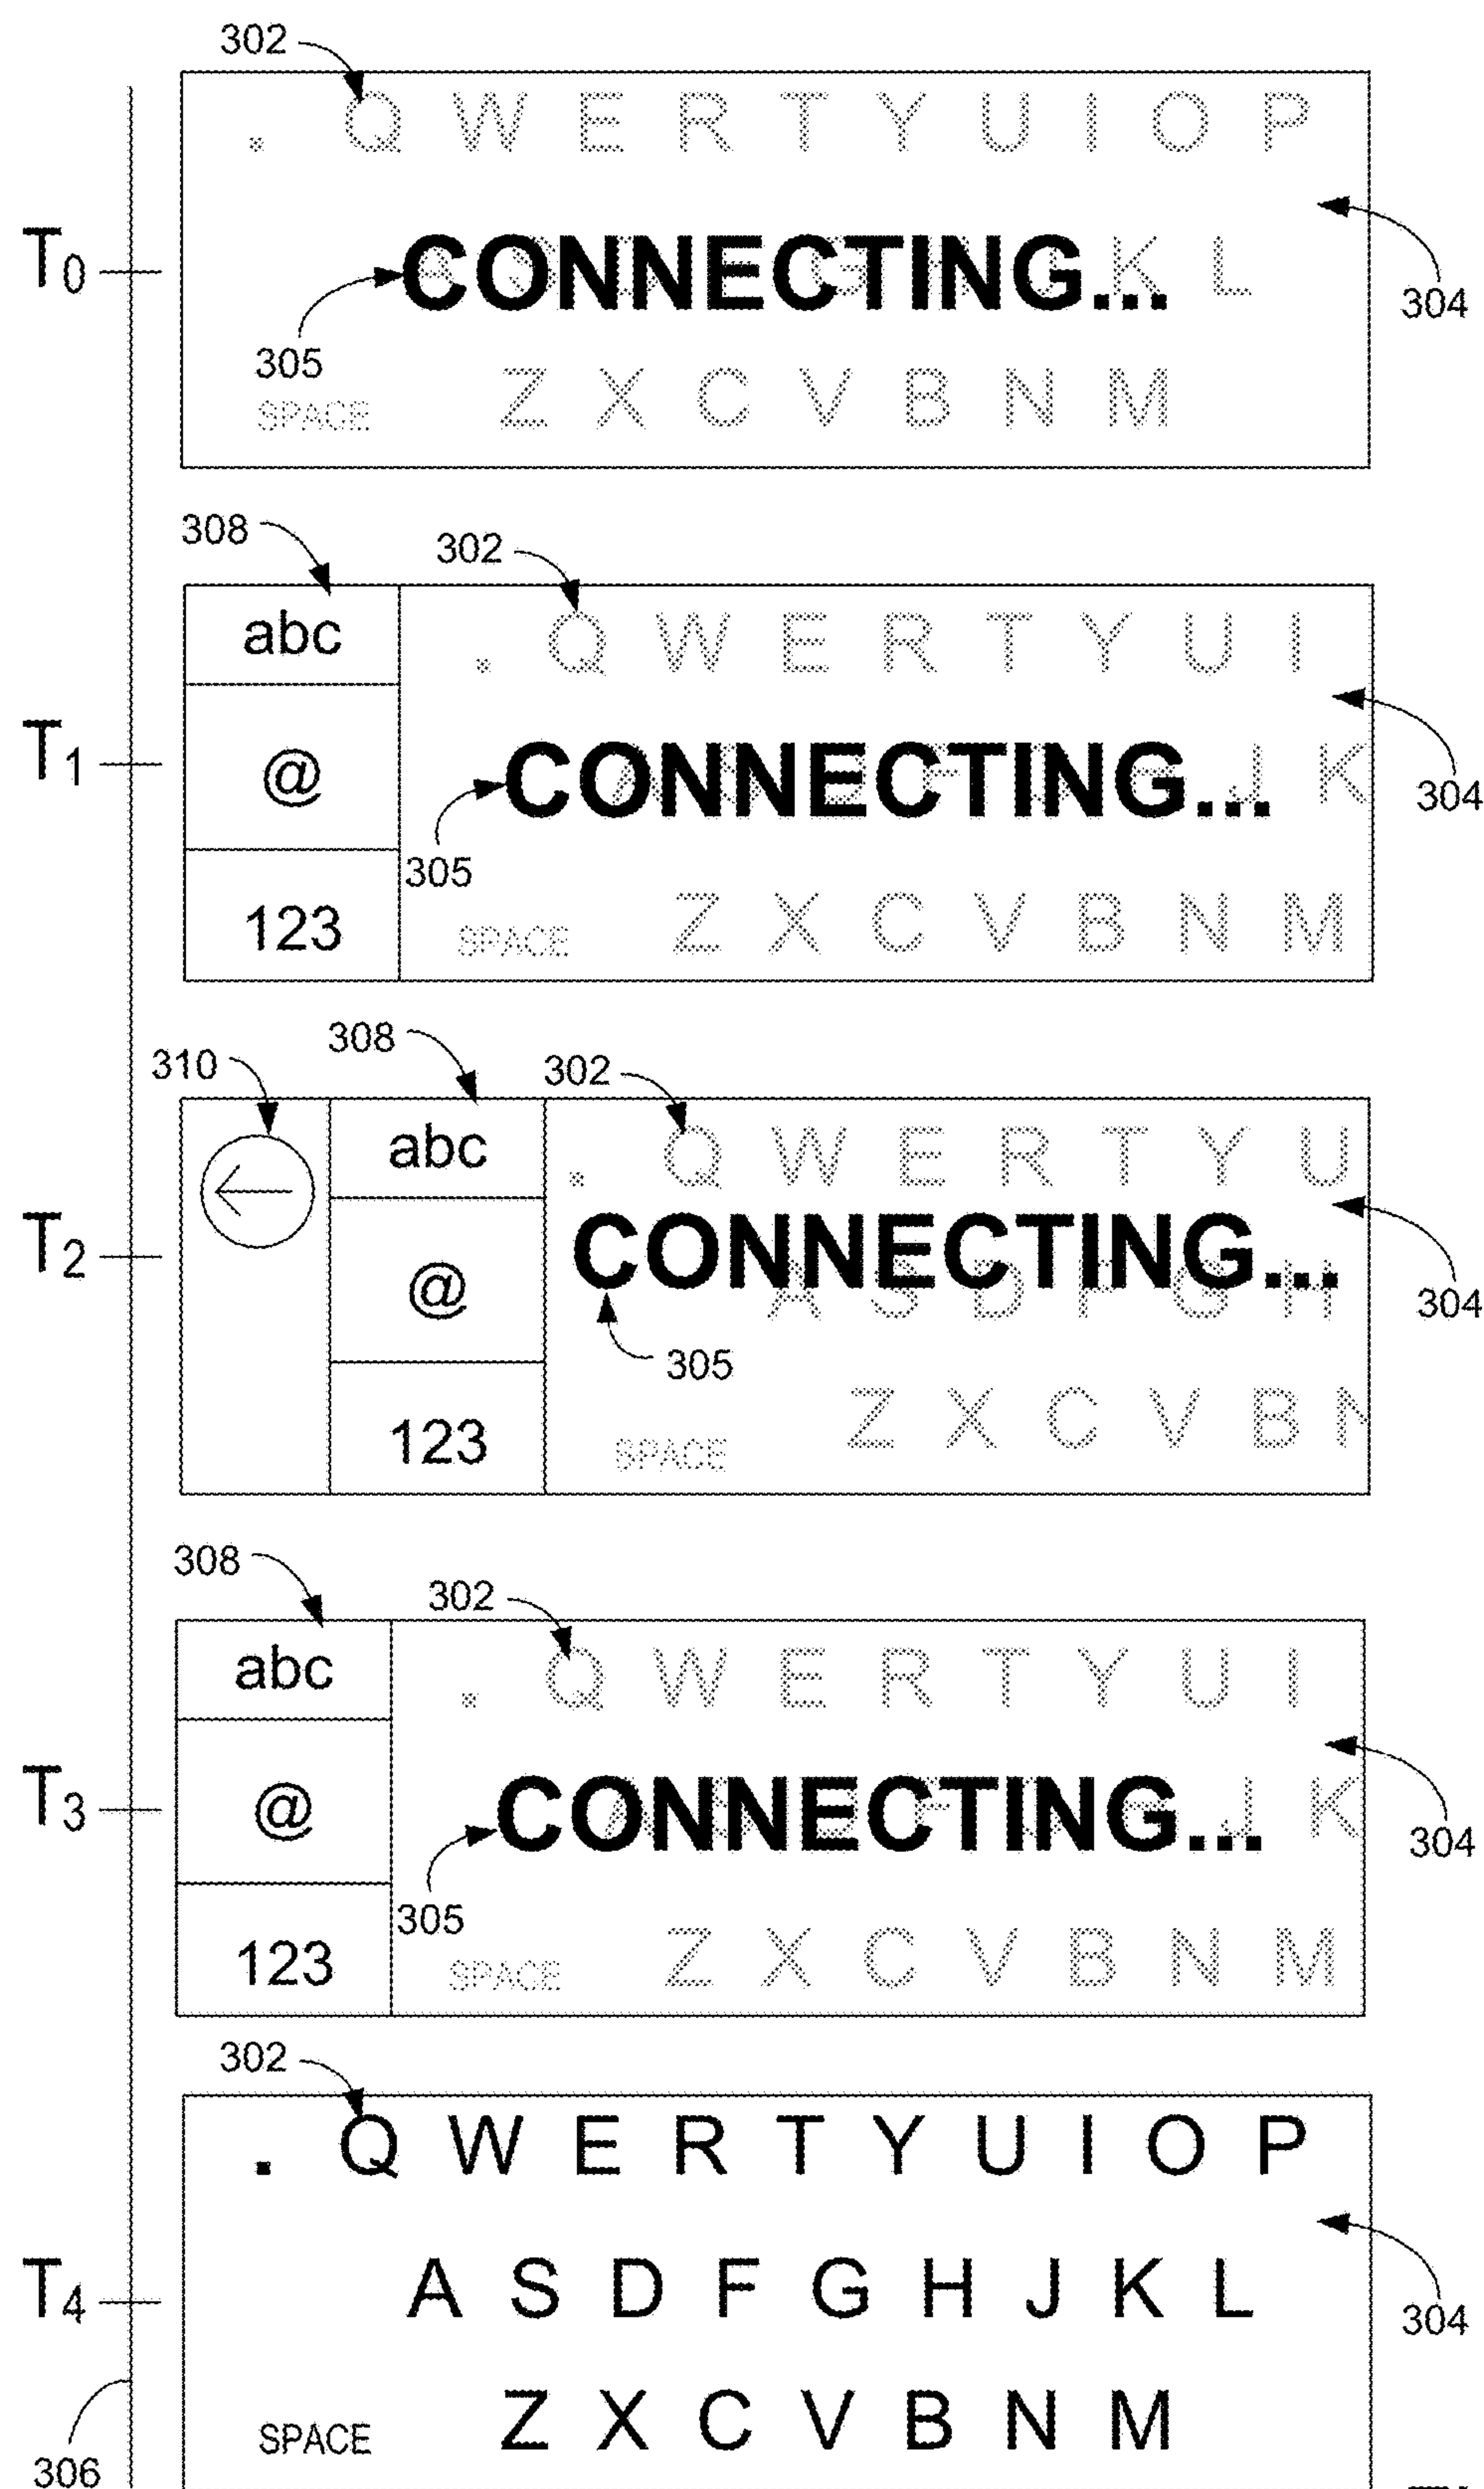 302
. Q W E R T Y U I O P
T0
CONNECTING...
K L
304
305
SPACE Z X C V B N M
308
302
abc
. Q W E R T Y U I
T1
@
CONNECTING...
J K
304
305
123
SPACE Z X C V B N M
310
308
302
abc
. Q W E R T Y U
←
T2
CONNECTING...
@
A S D F G H
304
305
123
SPACE Z X C V B N
308
302
abc
. Q W E R T Y U I
T3
@
CONNECTING...
J K
304
305
123
SPACE Z X C V B N M
302
. Q W E R T Y U I O P
T4
A S D F G H J K L
304
SPACE Z X C V B N M
306